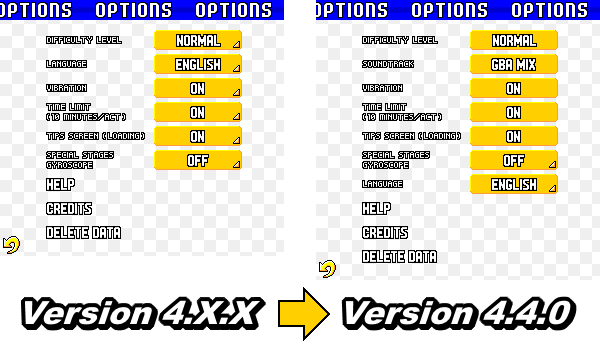 OPTIONS OPTIONS OPTIONS
DIFFICULTY LEVEL NORMAL
LANGUAGE ENGLISH
VIBRATION ON
TIME LIMIT
(10 MINUTES/ACT) ON
TIPS SCREEN (LOADING) ON
SPECIAL STAGES
GYROSCOPE OFF
HELP
CREDITS
DELETE DATA
Version 4.X.X
OPTIONS OPTIONS OPTIONS
DIFFICULTY LEVEL NORMAL
SOUNDTRACK GBA MIX
VIBRATION ON
TIME LIMIT
(10 MINUTES/ACT) ON
TIPS SCREEN (LOADING) ON
SPECIAL STAGES
GYROSCOPE OFF
LANGUAGE ENGLISH
HELP
CREDITS
DELETE DATA
Version 4.4.0